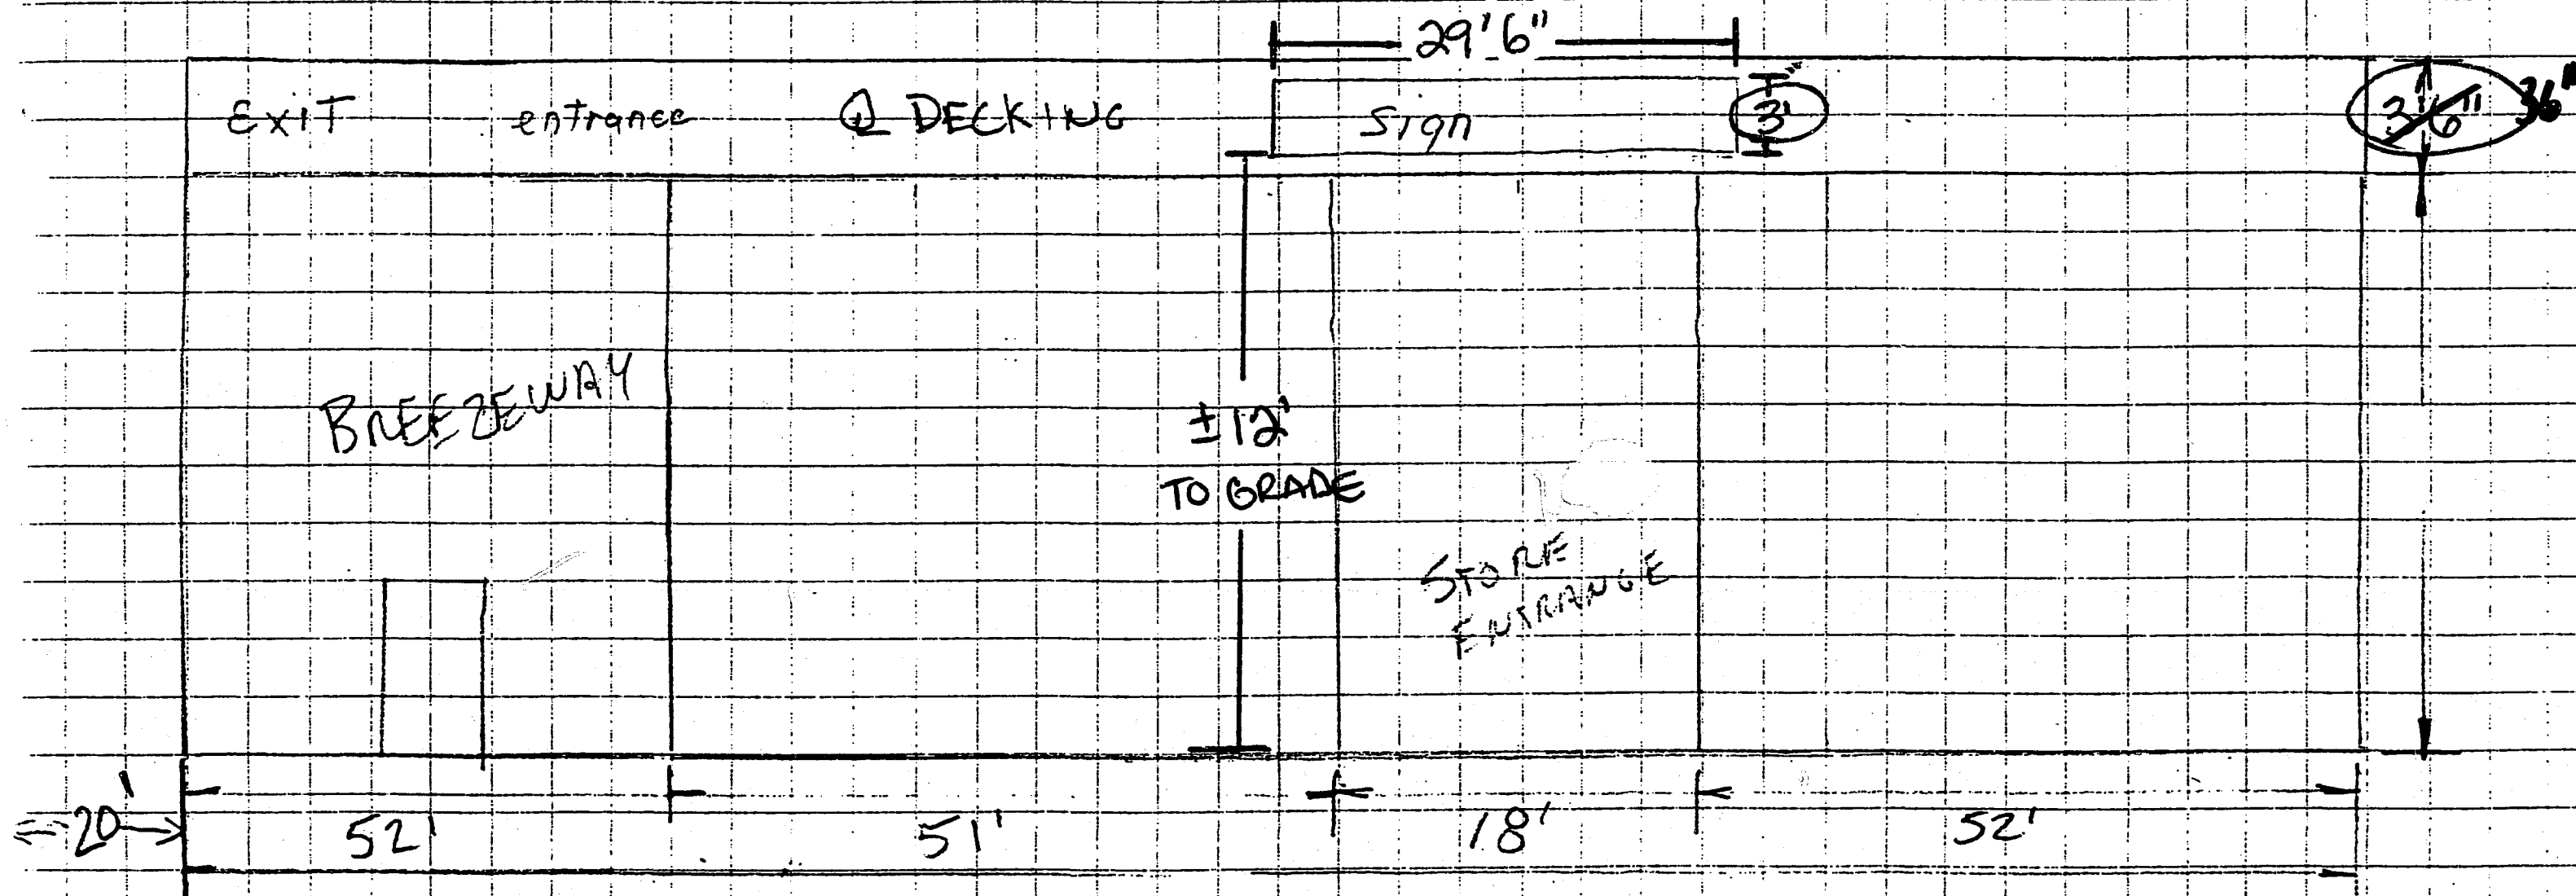 29'6"
Exit entrance Q DECKING
Sign
3'
36"
BREEZEWAY
±12'
TO GRADE
STORE
ENTRANCE
20' 52' 51' 18' 52'